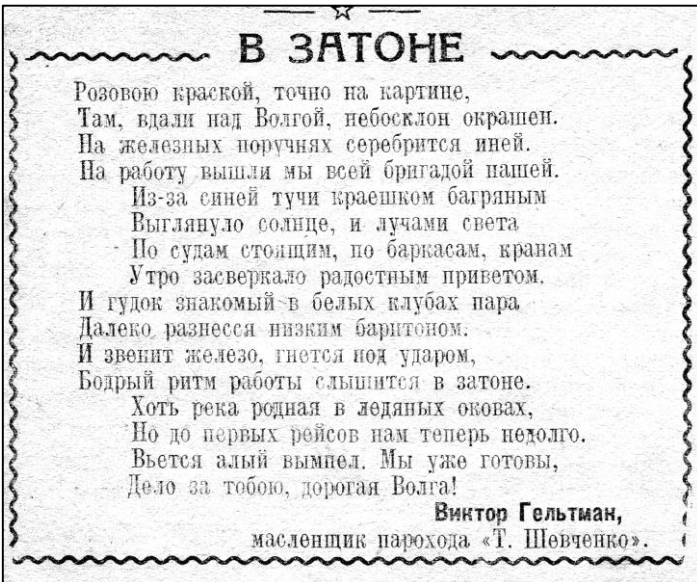 В ЗАТОНЕ
Розовою краской, точно на картине,
Там, вдали над Волгой, небосклон окрашен.
На железных поручнях серебрится иней.
На работу вышли мы всей бригадой нашей.
Из-за синей тучи краешком багряным
Выглянуло солнце, и лучами света
По судам стоящим, по баркасам, кранам
Утро засверкало радостным приветом.
И гудок знакомый в белых клубах пара
Далеко разнесся низким баритоном.
И звенит железо, гнется под ударом,
Бодрый ритм работы слышится в затоне.
Хоть река родная в ледяных оковах,
Но до первых рейсов нам теперь недолго.
Вьется алый вымпел. Мы уже готовы,
Дело за тобою, дорогая Волга!
Виктор Гельтман,
масленщик парохода «Т. Шевченко».